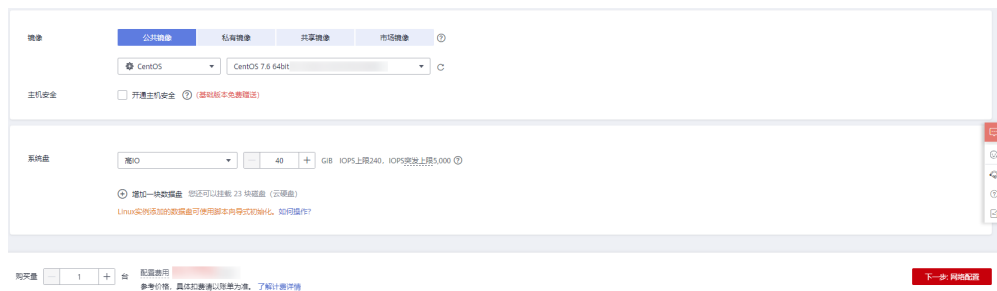 镜像 公共镜像 私有镜像 共享镜像 市场镜像
CentOS CentOS 7.6 64bit
主机安全 开通主机安全 (基础版本免费赠送)
系统盘 高IO 40 GIB IOPS上限240，IOPS突发上限5,000
增加一块数据盘 您还可以挂载 23 块磁盘（云硬盘）
Linux实例添加的数据盘可使用脚本向导式初始化。如何操作?
购买量 1 台 配置费用
参考价格，具体扣费请以账单为准。 了解计费详情
下一步: 网络配置